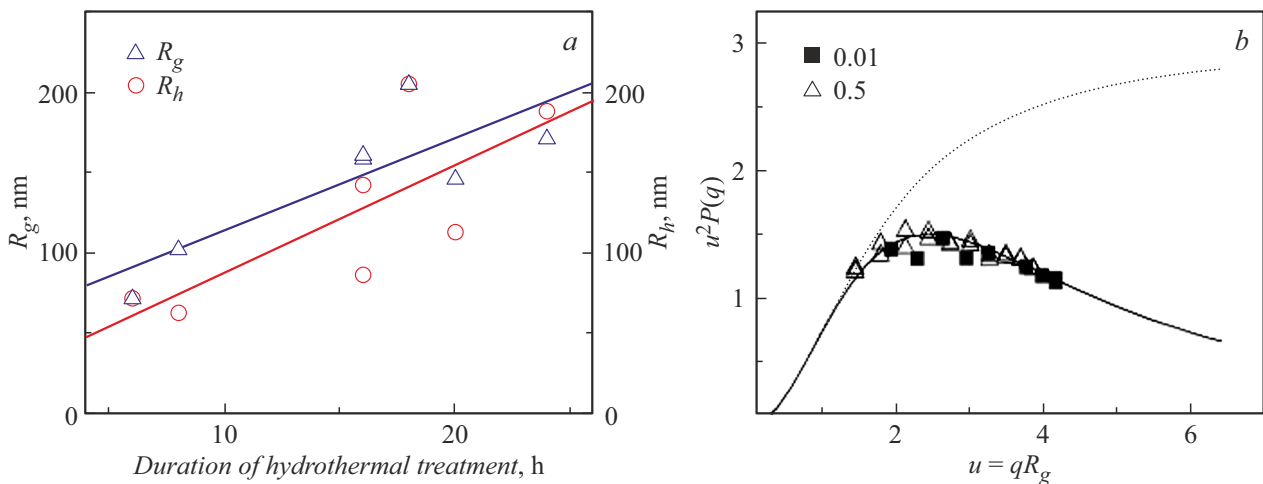 a
R_g
R_h
200
100
0
R_g, nm
10
20
Duration of hydrothermal treatment, h
200
100
0
R_h, nm
b
0.01
0.5
3
2
1
u²P(q)
2
4
6
u = qR_g